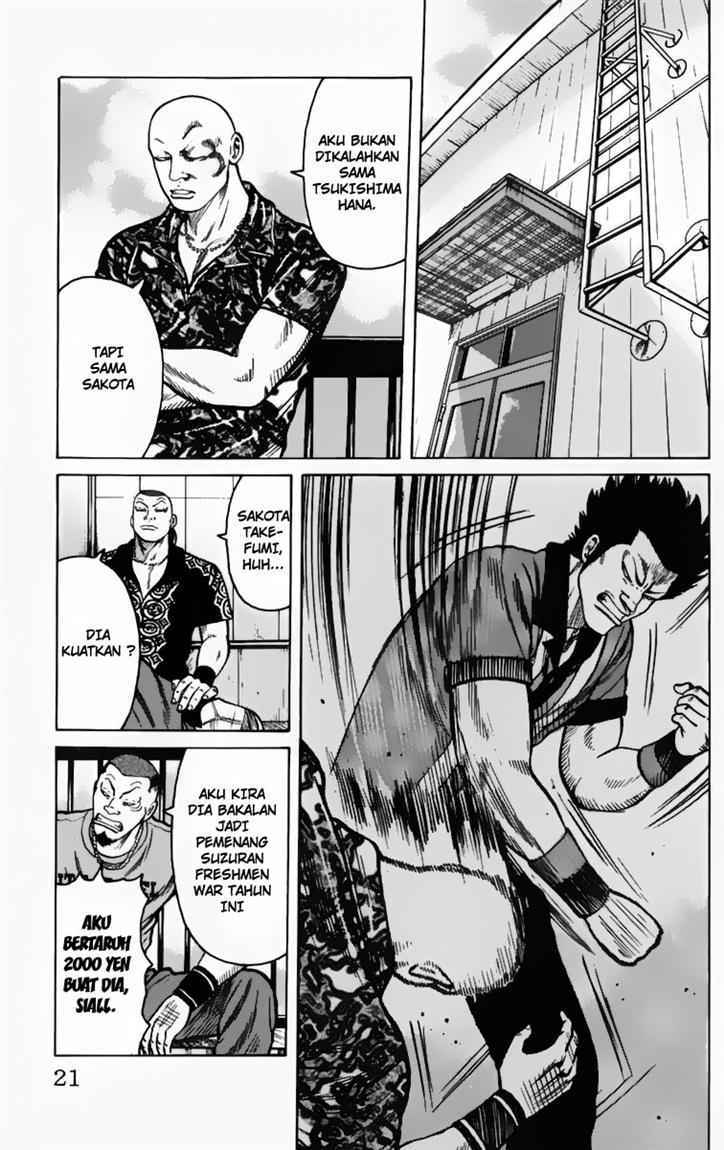 AKU BUKAN
DIKALAHKAN
SAMA
TSUKISHIMA
HANA.
TAPI
SAMA
SAKOTA
SAKOTA
TAKE-
FUMI,
HUH...
DIA
KUATKAN ?
AKU KIRA
DIA BAKALAN
JADI
PEMENANG
SUZURAN
FRESHMEN
WAR TAHUN
INI
AKU
BERTARUH
2000 YEN
BUAT DIA,
SIALL.
21